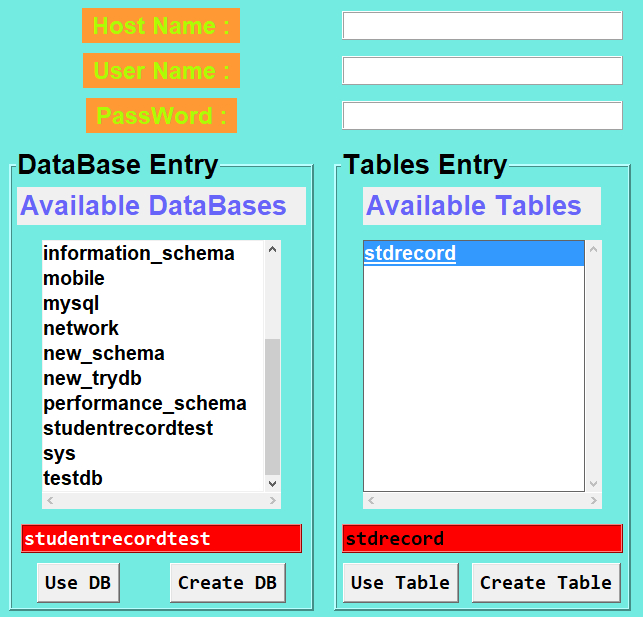 Host Name :
User Name :
PassWord :
DataBase Entry
Available DataBases
information_schema
mobile
mysql
network
new_schema
new_trydb
performance_schema
studentrecordtest
sys
testdb
studentrecordtest
Use DB
Create DB
Tables Entry
Available Tables
stdrecord
stdrecord
Use Table
Create Table